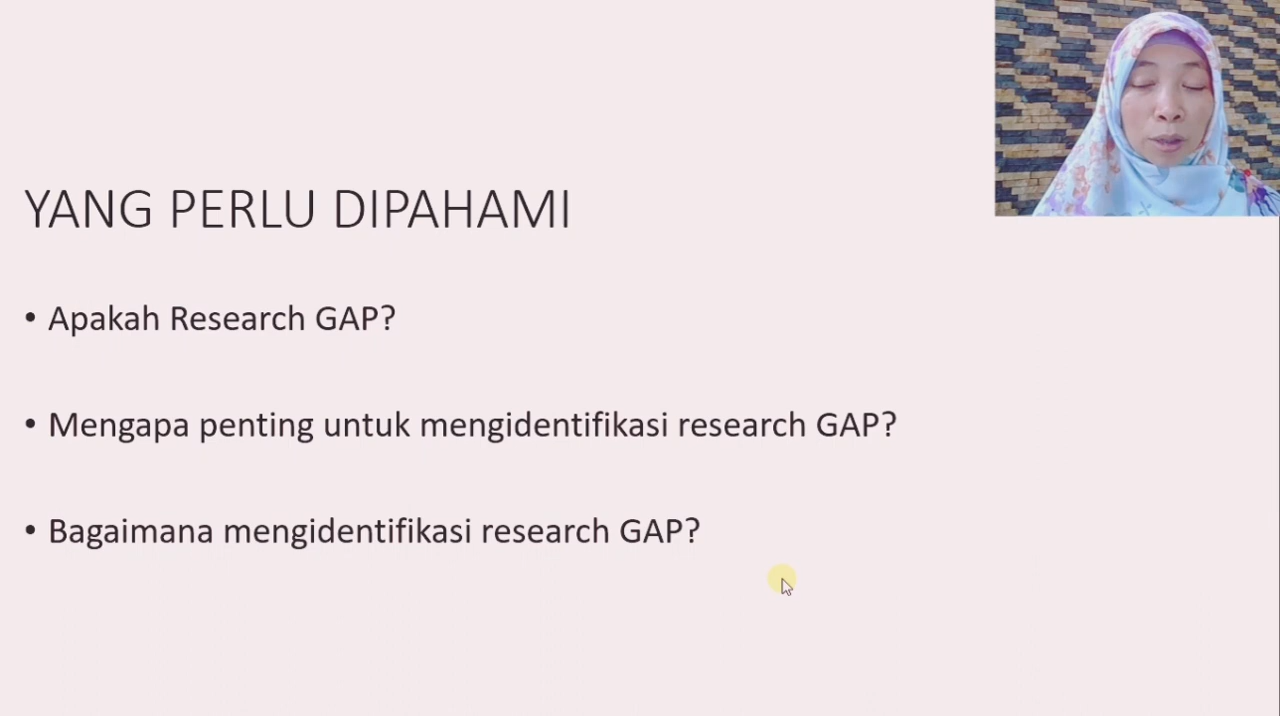 YANG PERLU DIPAHAMI
• Apakah Research GAP?
• Mengapa penting untuk mengidentifikasi research GAP?
• Bagaimana mengidentifikasi research GAP?